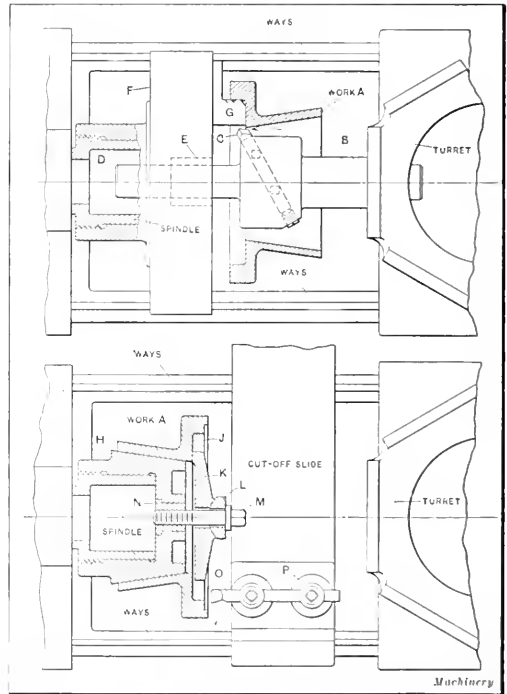 WAYS
F
WORK A
G
C
B
E
D
TURRET
SPINDLE
WAYS
WAYS
WORK A
H
J
K
CUT-OFF SLIDE
L
N
M
TURRET
SPINDLE
O
P
WAYS
Machinery